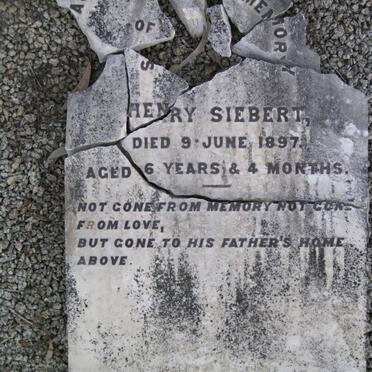 OF
HENRY SIEBERT,
DIED 9 JUNE 1897.
AGED 6 YEARS & 4 MONTHS.
NOT GONE FROM MEMORY NOT GONE
FROM LOVE,
BUT GONE TO HIS FATHER'S HOME
ABOVE.